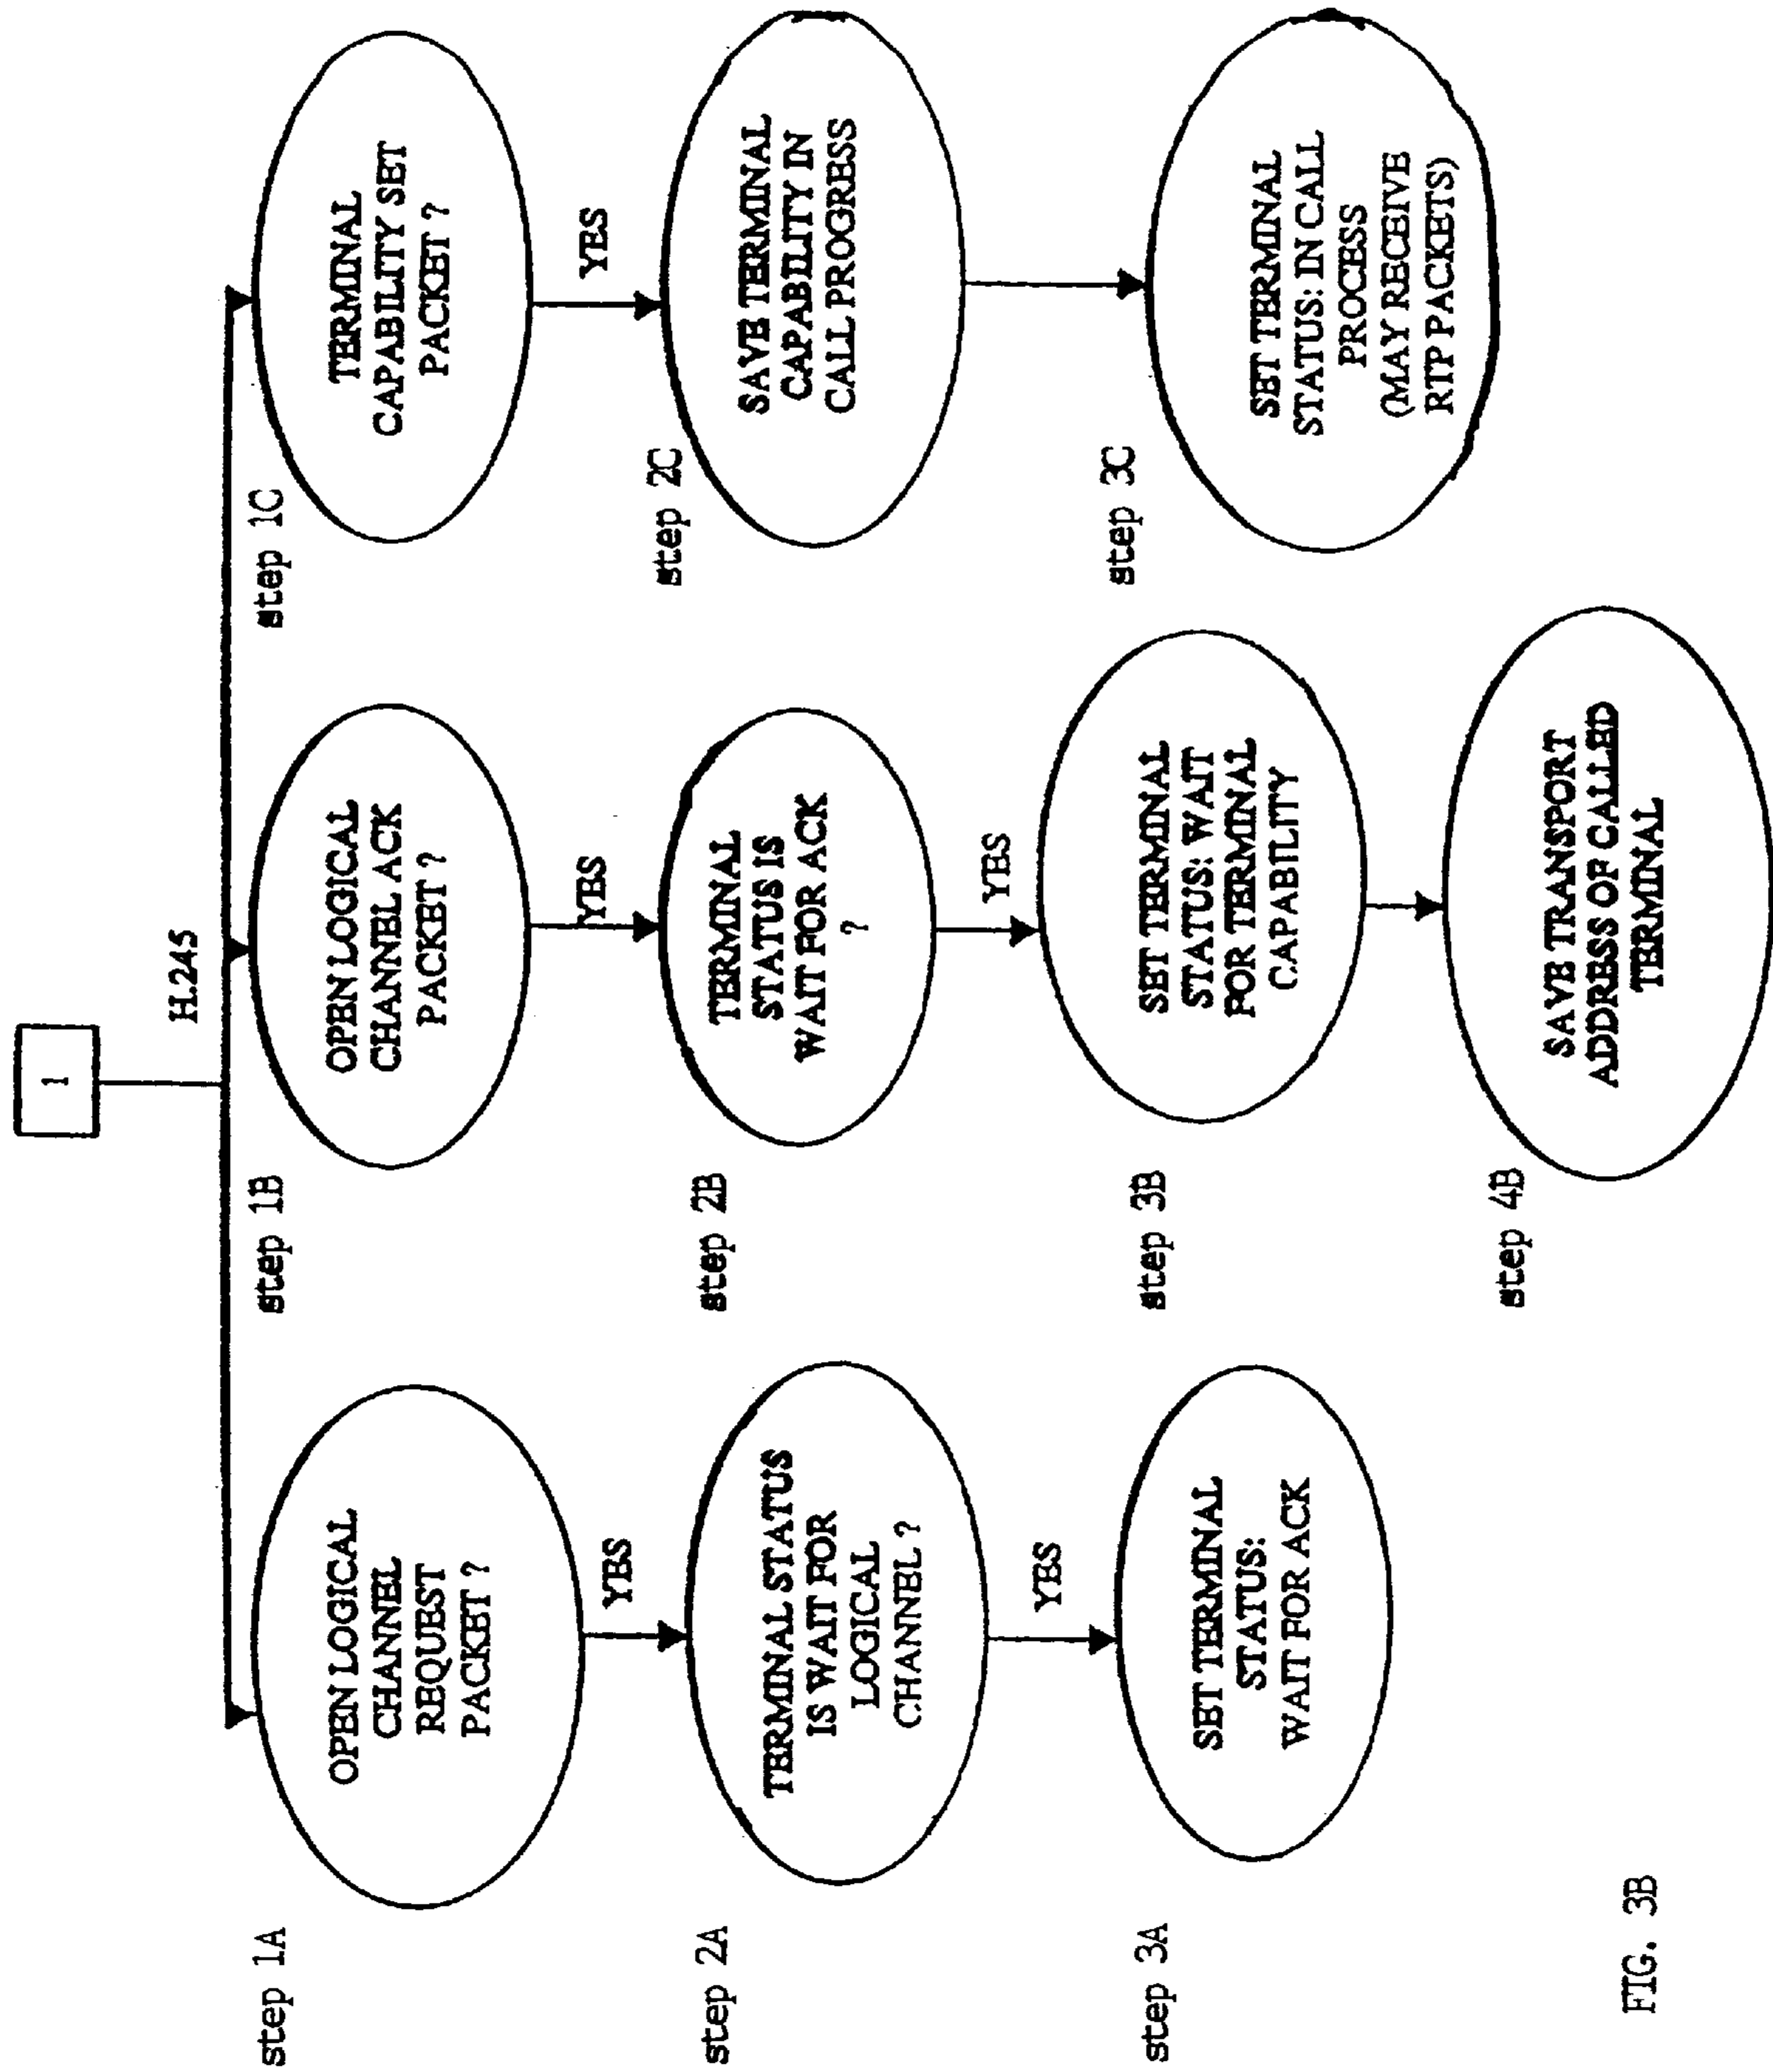 1
H.245
step 1A
OPEN LOGICAL
CHANNEL
REQUEST
PACKET ?
YES
step 2A
TERMINAL STATUS
IS WAIT FOR
LOGICAL
CHANNEL ?
YES
step 3A
SET TERMINAL
STATUS:
WAIT FOR ACK
step 1B
OPEN LOGICAL
CHANNEL ACK
PACKET ?
YES
step 2B
TERMINAL
STATUS IS
WAIT FOR ACK
?
YES
step 3B
SET TERMINAL
STATUS: WAIT
FOR TERMINAL
CAPABILITY
step 4B
SAVE TRANSPORT
ADDRESS OF CALLED
TERMINAL
step 1C
TERMINAL
CAPABILITY SET
PACKET ?
YES
step 2C
SAVE TERMINAL
CAPABILITY IN
CALL PROGRESS
step 3C
SET TERMINAL
STATUS: IN CALL
PROCESS
(MAY RECEIVE
RTP PACKETS)
FIG. 3B